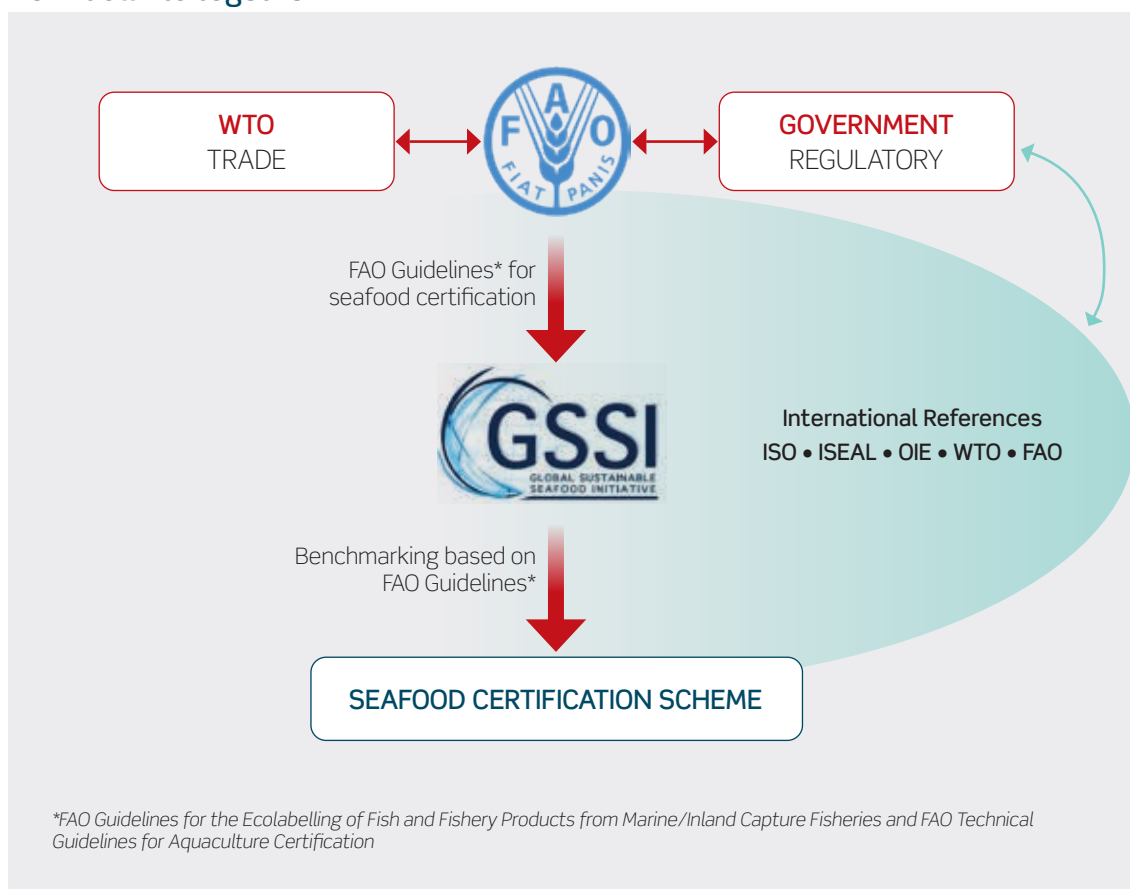 WTO
TRADE
F A O
FIAT PANIS
GOVERNMENT
REGULATORY
FAO Guidelines* for
seafood certification
GSSI
GLOBAL SUSTAINABLE
SEAFOOD INITIATIVE
International References
ISO • ISEAL • OIE • WTO • FAO
Benchmarking based on
FAO Guidelines*
SEAFOOD CERTIFICATION SCHEME
*FAO Guidelines for the Ecolabelling of Fish and Fishery Products from Marine/Inland Capture Fisheries and FAO Technical
Guidelines for Aquaculture Certification